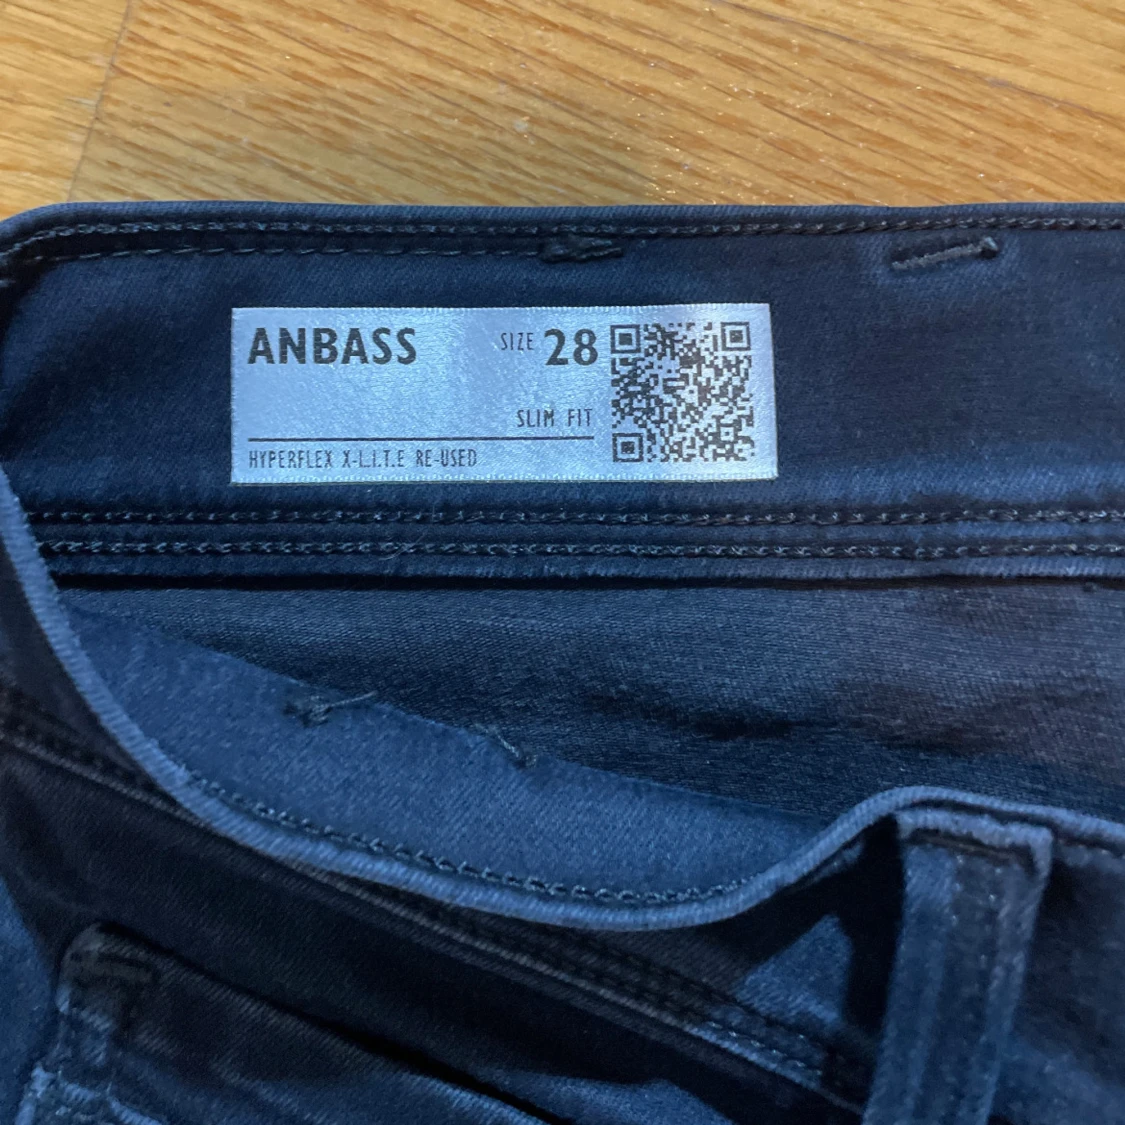 ANBASS SIZE 28
SLIM FIT
HYPERFLEX X-L.I.T.E RE-USED